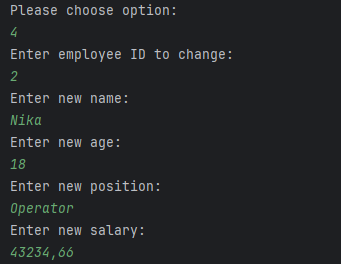 Please choose option:
4
Enter employee ID to change:
2
Enter new name:
Nika
Enter new age:
18
Enter new position:
Operator
Enter new salary:
43234,66